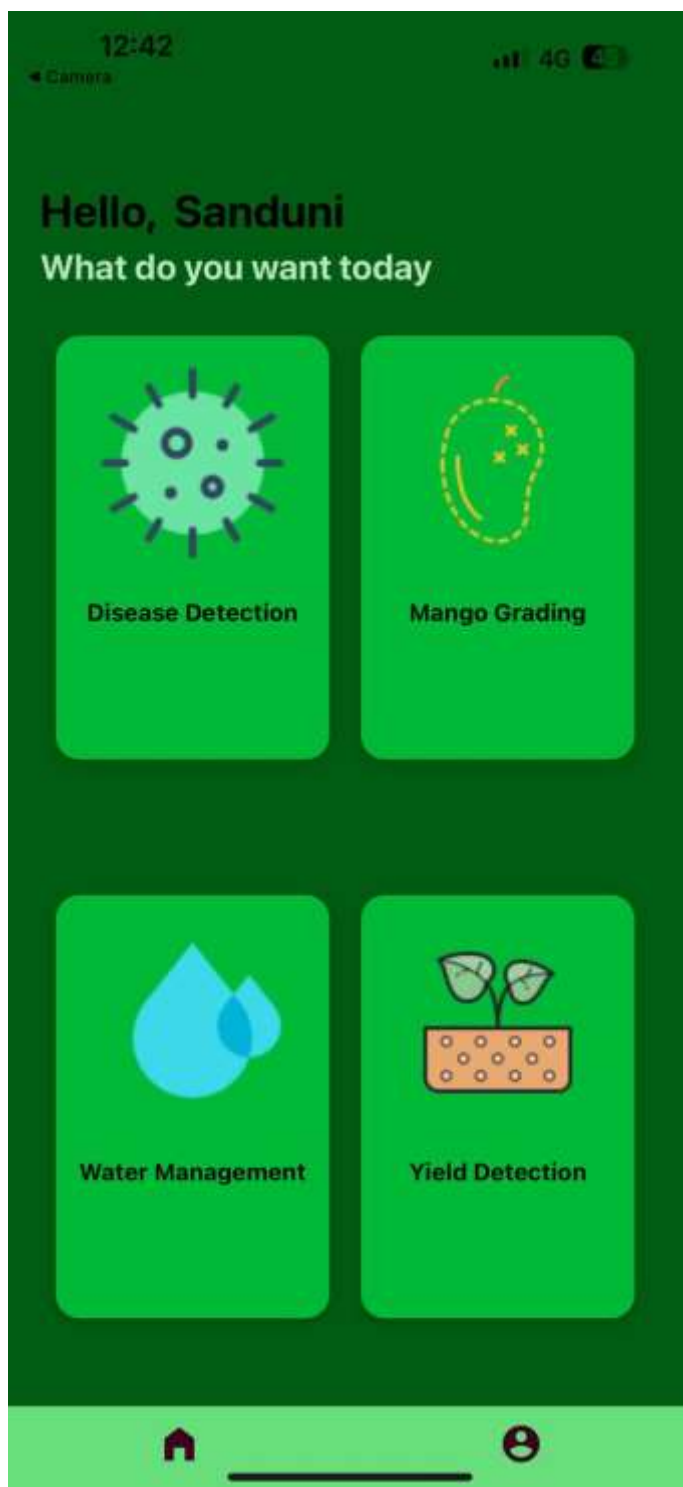 12:42
4G
◀ Camera
Hello, Sanduni
What do you want today
Disease Detection
Mango Grading
Water Management
Yield Detection